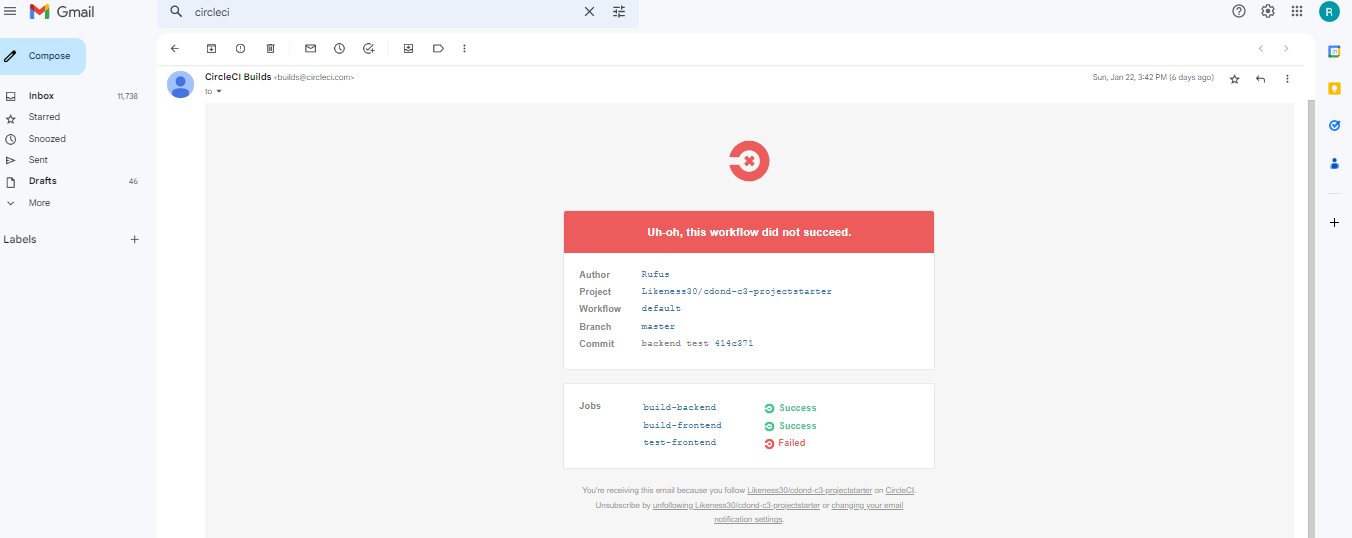 Gmail
circleci
R
Compose
CircleCI Builds <builds@circleci.com>
Sun, Jan 22, 3:42 PM (6 days ago)
to
Inbox 11,738
Starred
Snoozed
Sent
Drafts 46
More
Labels
31
Uh-oh, this workflow did not succeed.
Author Rufus
Project Likeness30/cdond-c3-projectstarter
Workflow default
Branch master
Commit backend test 414c371
Jobs build-backend Success
build-frontend Success
test-frontend Failed
You're receiving this email because you follow Likeness30/cdond-c3-projectstarter on CircleCI.
Unsubscribe by unfollowing Likeness30/cdond-c3-projectstarter or changing your email
notification settings.